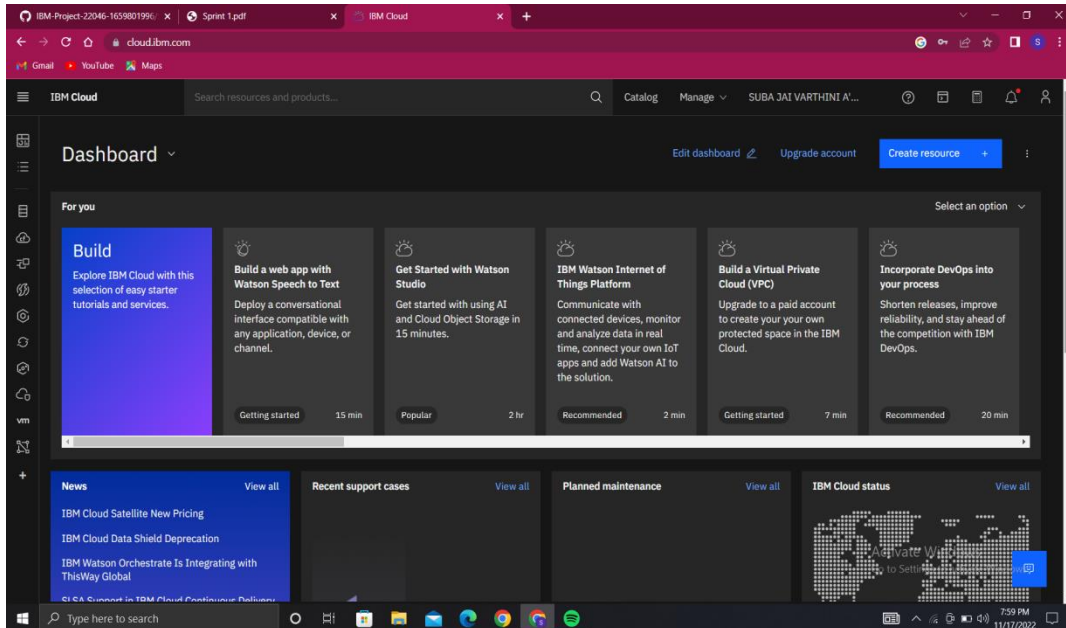 IBM-Project-22046-1659801996/
Sprint 1.pdf
IBM Cloud
cloud.ibm.com
Gmail
YouTube
Maps
IBM Cloud
Search resources and products...
Catalog
Manage
SUBA JAI VARTHINI A'...
Dashboard
Edit dashboard
Upgrade account
Create resource +
For you
Select an option
Build
Explore IBM Cloud with this
selection of easy starter
tutorials and services.
Build a web app with
Watson Speech to Text
Deploy a conversational
interface compatible with
any application, device, or
channel.
Getting started
15 min
Get Started with Watson
Studio
Get started with using AI
and Cloud Object Storage in
15 minutes.
Popular
2 hr
IBM Watson Internet of
Things Platform
Communicate with
connected devices, monitor
and analyze data in real
time, connect your own IoT
apps and add Watson AI to
the solution.
Recommended
2 min
Build a Virtual Private
Cloud (VPC)
Upgrade to a paid account
to create your your own
protected space in the IBM
Cloud.
Getting started
7 min
Incorporate DevOps into
your process
Shorten releases, improve
reliability, and stay ahead of
the competition with IBM
DevOps.
Recommended
20 min
vm
News
View all
IBM Cloud Satellite New Pricing
IBM Cloud Data Shield Deprecation
IBM Watson Orchestrate Is Integrating with
ThisWay Global
SLSA Support in IBM Cloud Continuous Delivery
Recent support cases
View all
Planned maintenance
View all
IBM Cloud status
View all
Activate
to
Type here to search
7:59 PM
11/17/2022